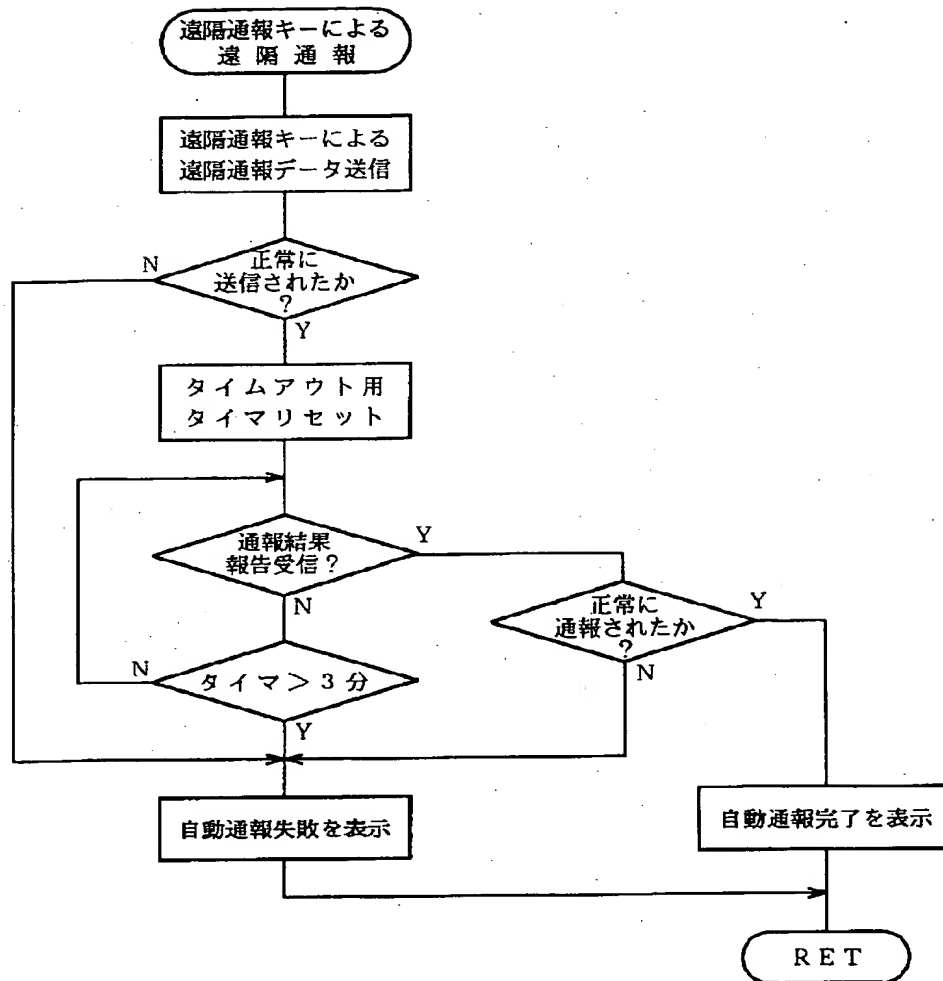 遠隔通報キーによる
遠隔通報
遠隔通報キーによる
遠隔通報データ送信
N
正常に
送信されたか
?
Y
タイムアウト用
タイマリセット
通報結果
報告受信?
Y
N
正常に
通報されたか
?
Y
N
タイマ>3分
N
Y
自動通報失敗を表示
自動通報完了を表示
RET